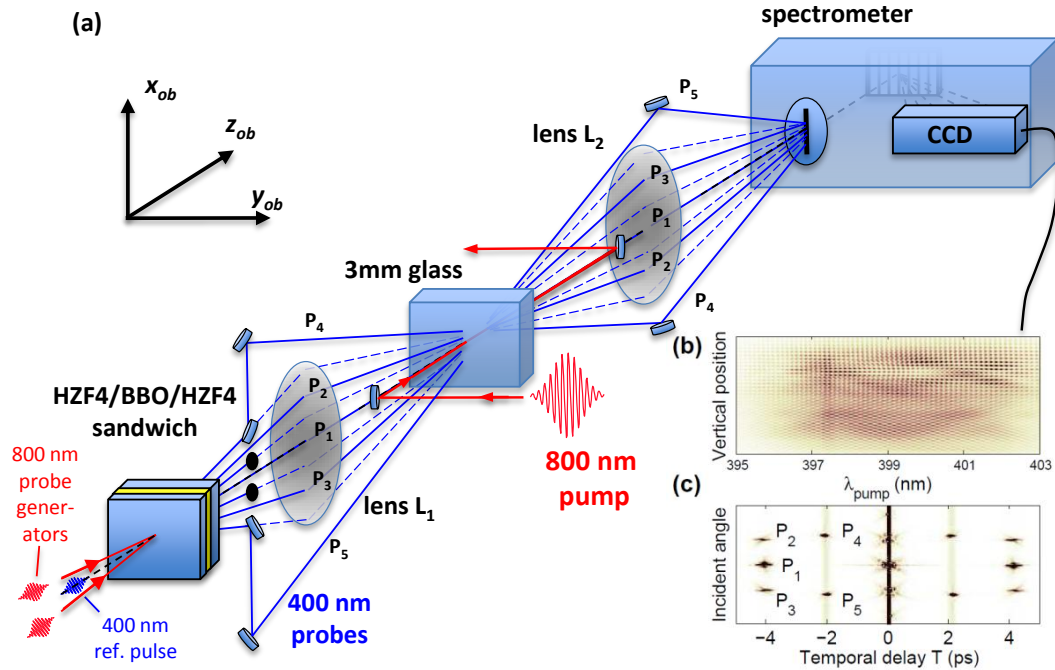 (a)
spectrometer
x_ob
z_ob
y_ob
P5
lens L2
CCD
P3
P1
P2
3mm glass
P4
P4
HZF4/BBO/HZF4
sandwich
P2
P1
P3
800 nm
pump
800 nm
probe
gener-
ators
lens L1
P5
400 nm
probes
400 nm
ref. pulse
(b)
Vertical position
395
397
399
401
403
λpump (nm)
(c)
Incident angle
P2
P4
P1
P3
P5
-4
-2
0
2
4
Temporal delay T (ps)